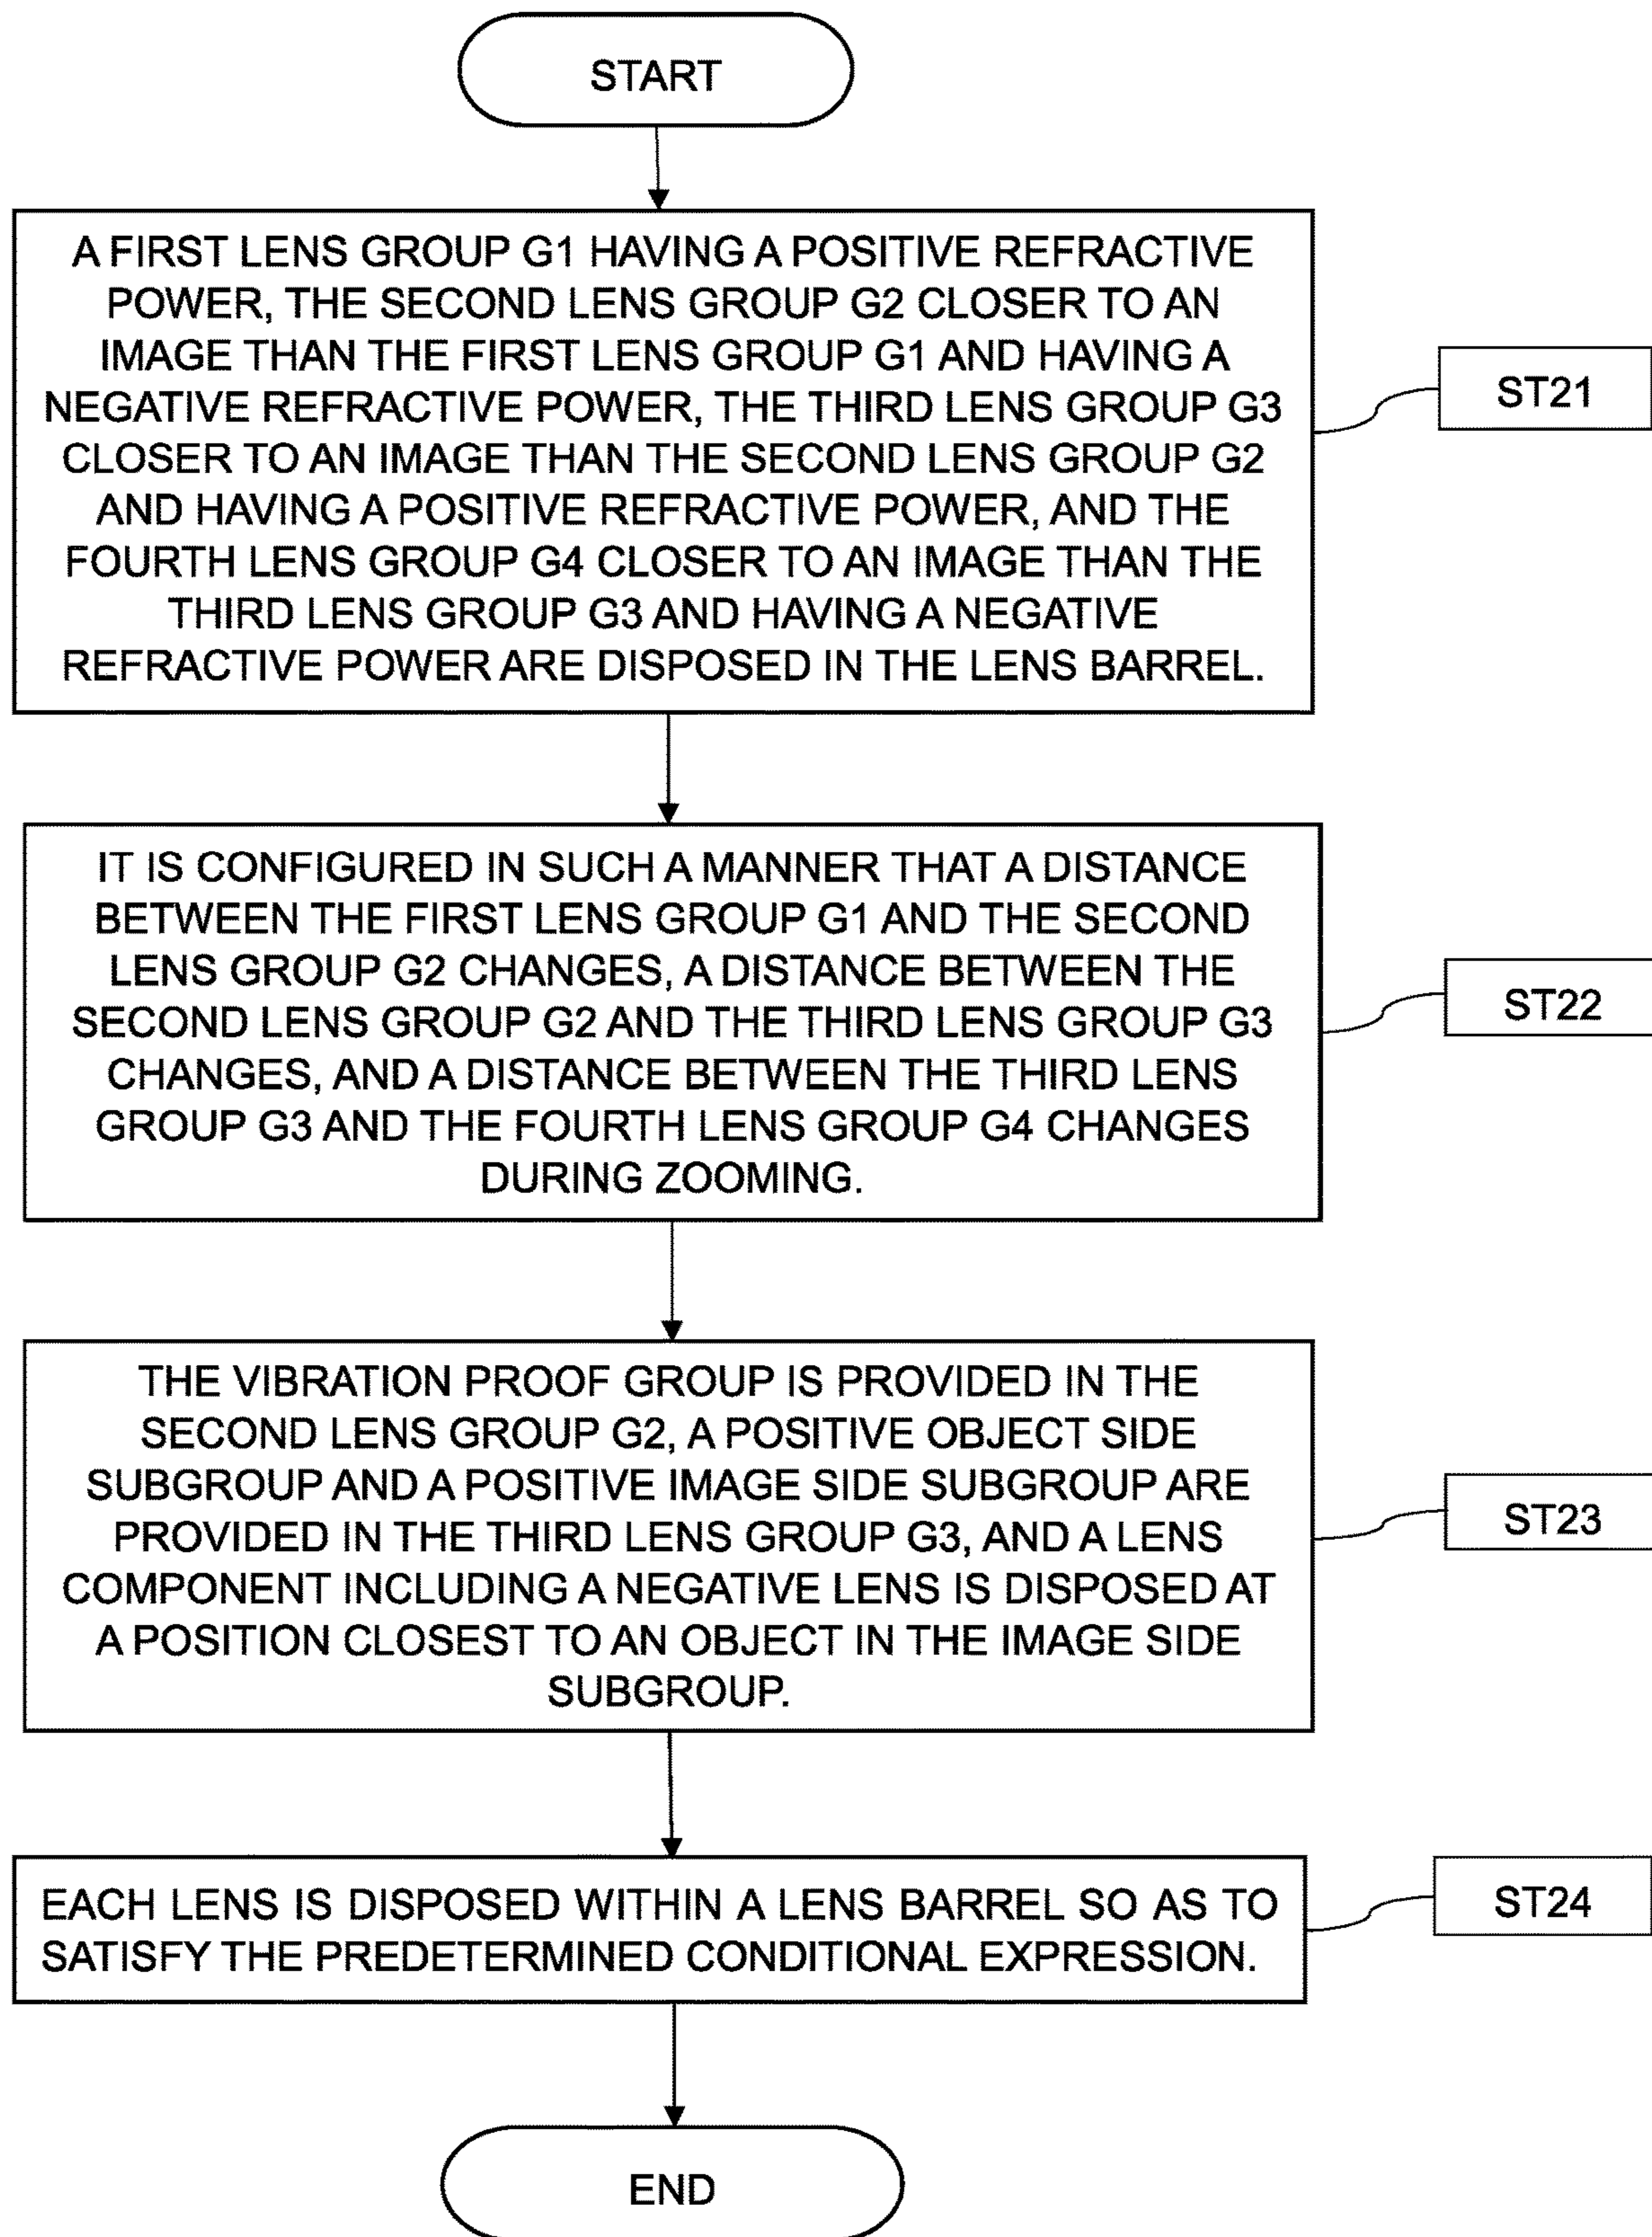 START
A FIRST LENS GROUP G1 HAVING A POSITIVE REFRACTIVE
POWER, THE SECOND LENS GROUP G2 CLOSER TO AN
IMAGE THAN THE FIRST LENS GROUP G1 AND HAVING A
NEGATIVE REFRACTIVE POWER, THE THIRD LENS GROUP G3
CLOSER TO AN IMAGE THAN THE SECOND LENS GROUP G2
AND HAVING A POSITIVE REFRACTIVE POWER, AND THE
FOURTH LENS GROUP G4 CLOSER TO AN IMAGE THAN THE
THIRD LENS GROUP G3 AND HAVING A NEGATIVE
REFRACTIVE POWER ARE DISPOSED IN THE LENS BARREL.
ST21
IT IS CONFIGURED IN SUCH A MANNER THAT A DISTANCE
BETWEEN THE FIRST LENS GROUP G1 AND THE SECOND
LENS GROUP G2 CHANGES, A DISTANCE BETWEEN THE
SECOND LENS GROUP G2 AND THE THIRD LENS GROUP G3
CHANGES, AND A DISTANCE BETWEEN THE THIRD LENS
GROUP G3 AND THE FOURTH LENS GROUP G4 CHANGES
DURING ZOOMING.
ST22
THE VIBRATION PROOF GROUP IS PROVIDED IN THE
SECOND LENS GROUP G2, A POSITIVE OBJECT SIDE
SUBGROUP AND A POSITIVE IMAGE SIDE SUBGROUP ARE
PROVIDED IN THE THIRD LENS GROUP G3, AND A LENS
COMPONENT INCLUDING A NEGATIVE LENS IS DISPOSED AT
A POSITION CLOSEST TO AN OBJECT IN THE IMAGE SIDE
SUBGROUP.
ST23
EACH LENS IS DISPOSED WITHIN A LENS BARREL SO AS TO
SATISFY THE PREDETERMINED CONDITIONAL EXPRESSION.
ST24
END